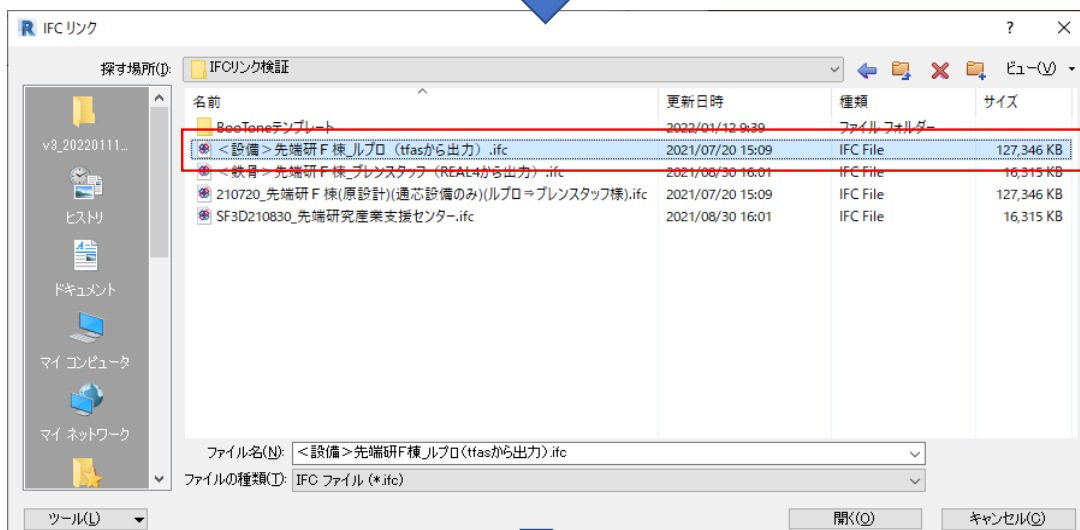 IFC リンク
? ×
探す場所(I): IFCリンク検証 ビュー(V)
名前 更新日時 種類 サイズ
BooToneテンプレート 2022/01/12 9:39 ファイル フォルダー
＜設備＞先端研Ｆ棟_ルプロ（tfasから出力）.ifc 2021/07/20 15:09 IFC File 127,346 KB
＜鉄骨＞先端研Ｆ棟_ブレンスタッフ（REAL4から出力）.ifc 2021/08/30 16:01 IFC File 16,315 KB
210720_先端研Ｆ棟(原設計)(通芯設備のみ)(ルプロ⇒ブレンスタッフ様).ifc 2021/07/20 15:09 IFC File 127,346 KB
SF3D210830_先端研究産業支援センター.ifc 2021/08/30 16:01 IFC File 16,315 KB
v3_20220111...
ヒストリ
ドキュメント
マイ コンピュータ
マイ ネットワーク
ファイル名(N): ＜設備＞先端研Ｆ棟_ルプロ（tfasから出力）.ifc
ファイルの種類(T): IFC ファイル (*.ifc)
ツール(L) 開く(O) キャンセル(C)